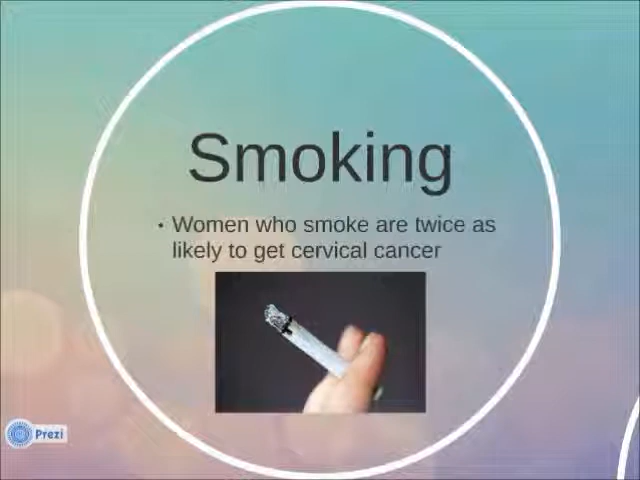 Smoking
• Women who smoke are twice as
likely to get cervical cancer
Prezi